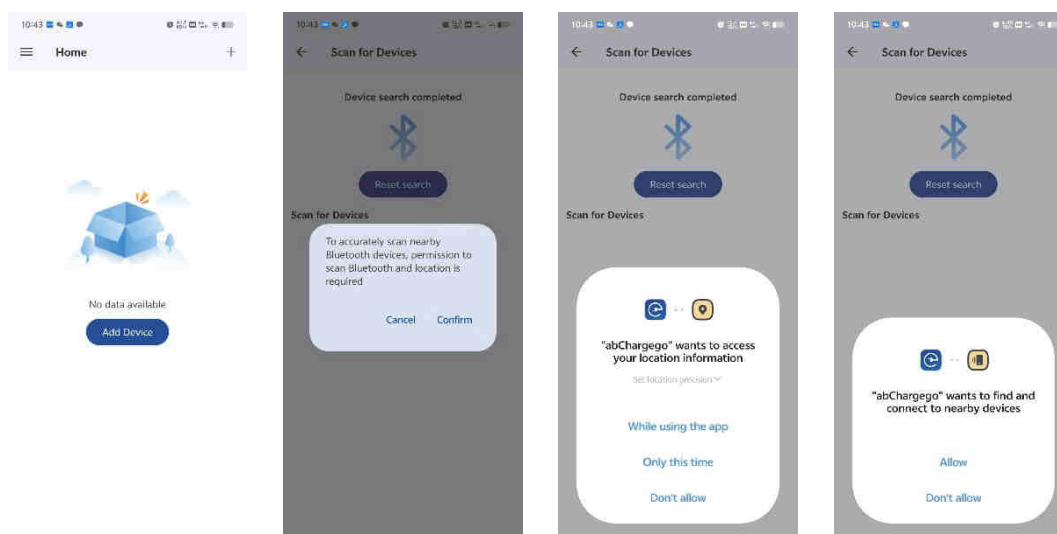 10:43
Home
No data available
Add Device
10:43
Scan for Devices
Device search completed
Reset search
Scan for Devices
To accurately scan nearby
Bluetooth devices, permission to
scan Bluetooth and location is
required
Cancel Confirm
10:43
Scan for Devices
Device search completed
Reset search
Scan for Devices
"abChargego" wants to access
your location information
Set location precision
While using the app
Only this time
Don't allow
10:43
Scan for Devices
Device search completed
Reset search
Scan for Devices
"abChargego" wants to find and
connect to nearby devices
Allow
Don't allow